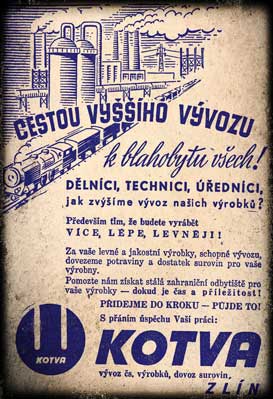 CESTOU VYŠŠÍHO VÝVOZU
k blahobytu všech!
DĚLNÍCI, TECHNICI, ÚŘEDNÍCI,
jak zvýšíme vývoz našich výrobků?
Především tím, že budete vyrábět
VÍCE, LÉPE, LEVNĚJI!
Za vaše levné a jakostní výrobky, schopné vývozu,
dovezeme potraviny a dostatek surovin pro vaše
výrobny.
Pomozte nám získat stálá zahraniční odbytiště pro
vaše výrobky — dokud je čas a příležitost!
PŘIDEJME DO KROKU — PŮJDE TO!
S přáním úspěchu Vaší práci:
KOTVA
KOTVA
vývoz čs. výrobků, dovoz surovin,
ZLÍN